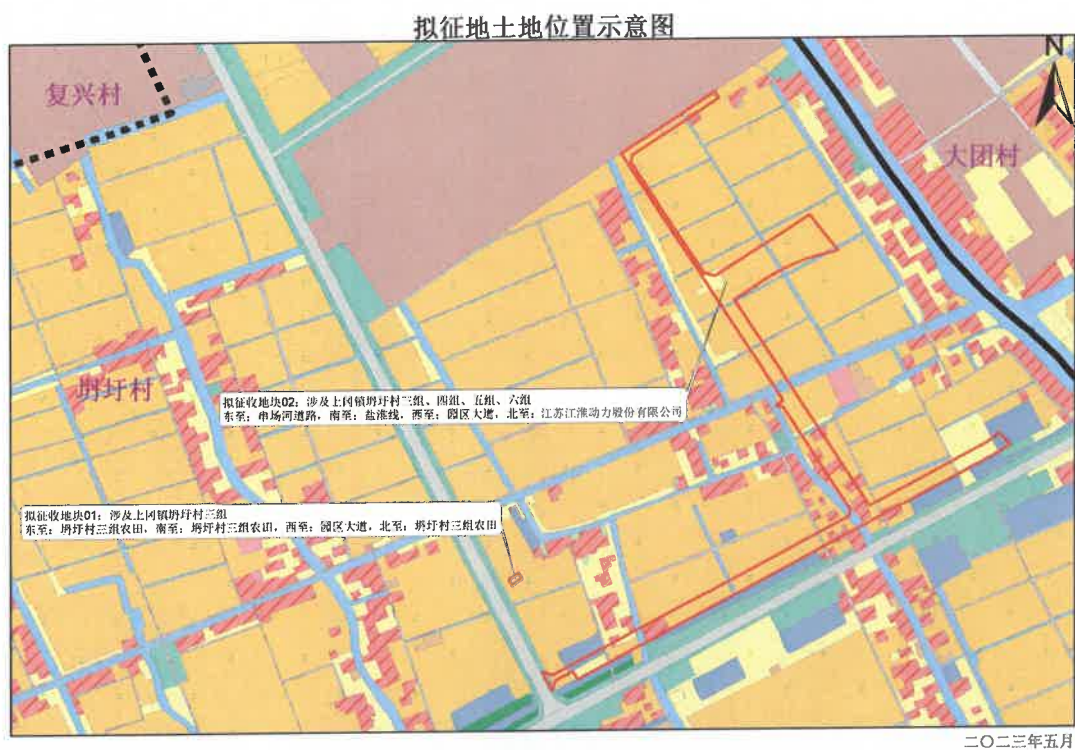 拟征地土地位置示意图
N
复兴村
大团村
坍圩村
拟征收地块02：涉及上冈镇坍圩村三组、四组、五组、六组
东至：串场河道路，南至：盐淮线，西至：园区大道，北至：江苏江淮动力股份有限公司
拟征收地块01：涉及上冈镇坍圩村三组
东至：坍圩村三组农田，南至：坍圩村三组农田，西至：园区大道，北至：坍圩村三组农田
二〇二三年五月